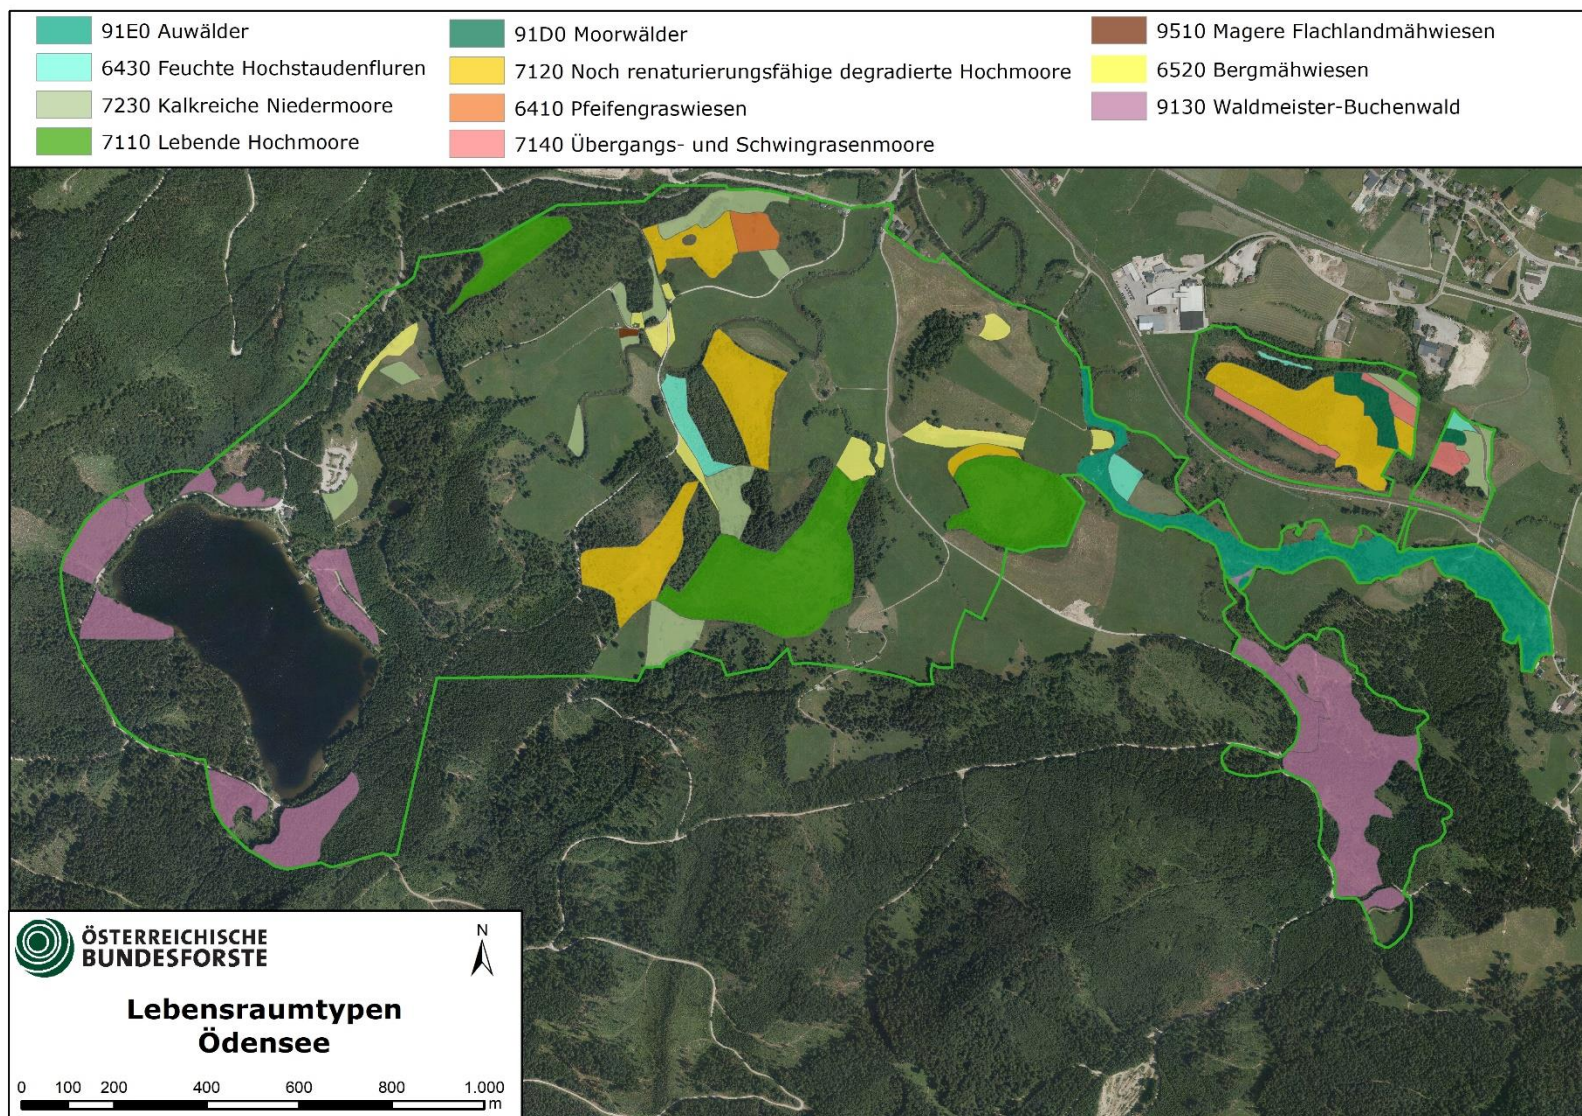 91E0 Auwälder
6430 Feuchte Hochstaudenfluren
7230 Kalkreiche Niedermoore
7110 Lebende Hochmoore
91D0 Moorwälder
7120 Noch renaturierungsfähige degradierte Hochmoore
6410 Pfeifengraswiesen
7140 Übergangs- und Schwingrasenmoore
9510 Magere Flachlandmähwiesen
6520 Bergmähwiesen
9130 Waldmeister-Buchenwald
ÖSTERREICHISCHE
BUNDESFORSTE
N
Lebensraumtypen
Ödensee
0 100 200 400 600 800 1.000
m